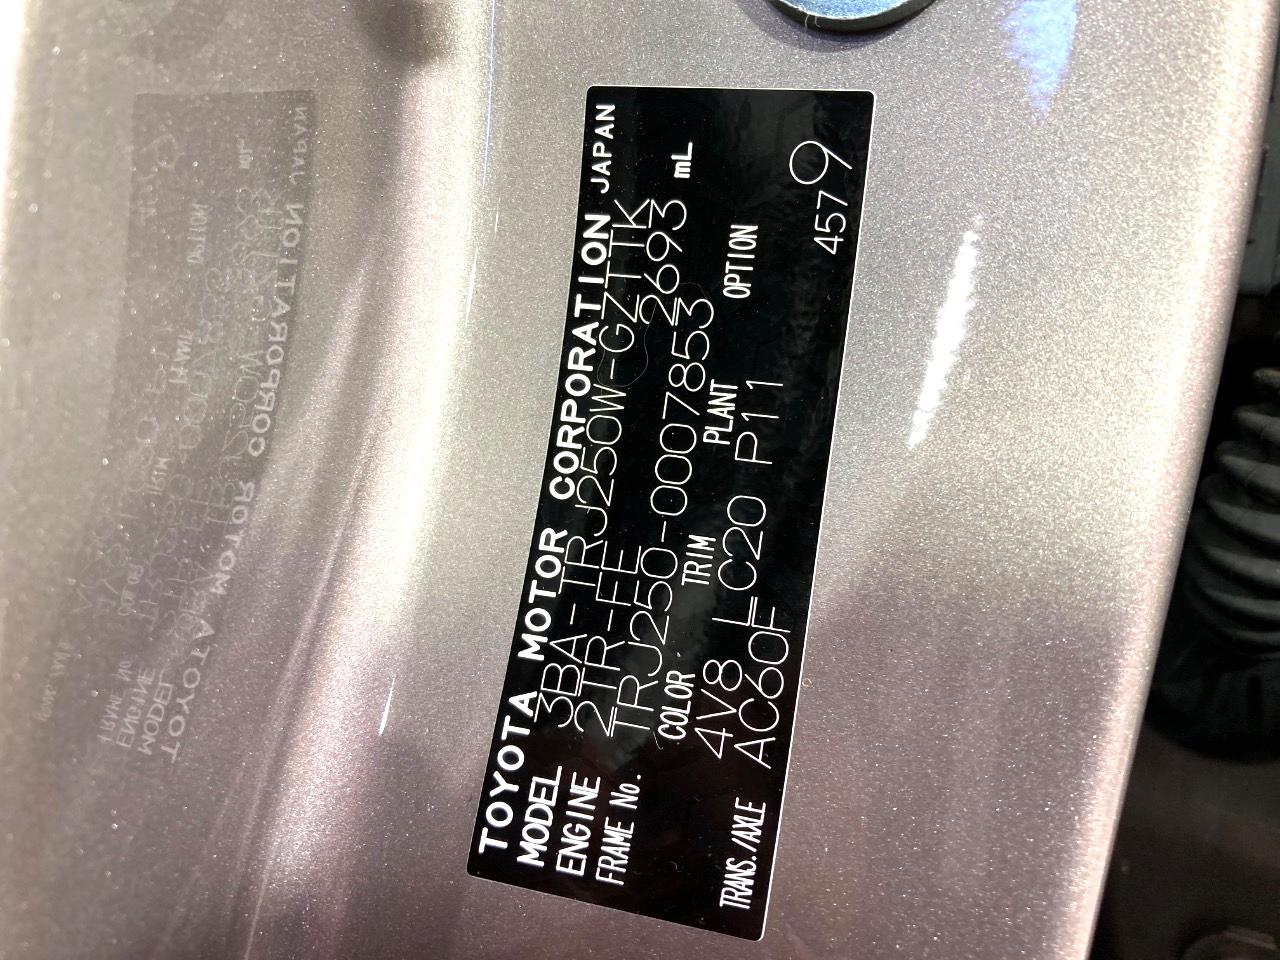 TOYOTA MOTOR CORPORATION JAPAN
MODEL 3BA-TRJ250W-GZTTK
ENGINE 2TR-FE 2693 mL
FRAME No. TRJ250-0007853
COLOR TRIM PLANT OPTION
4V8 LC20 P11
TRANS./AXLE AC60F 4579